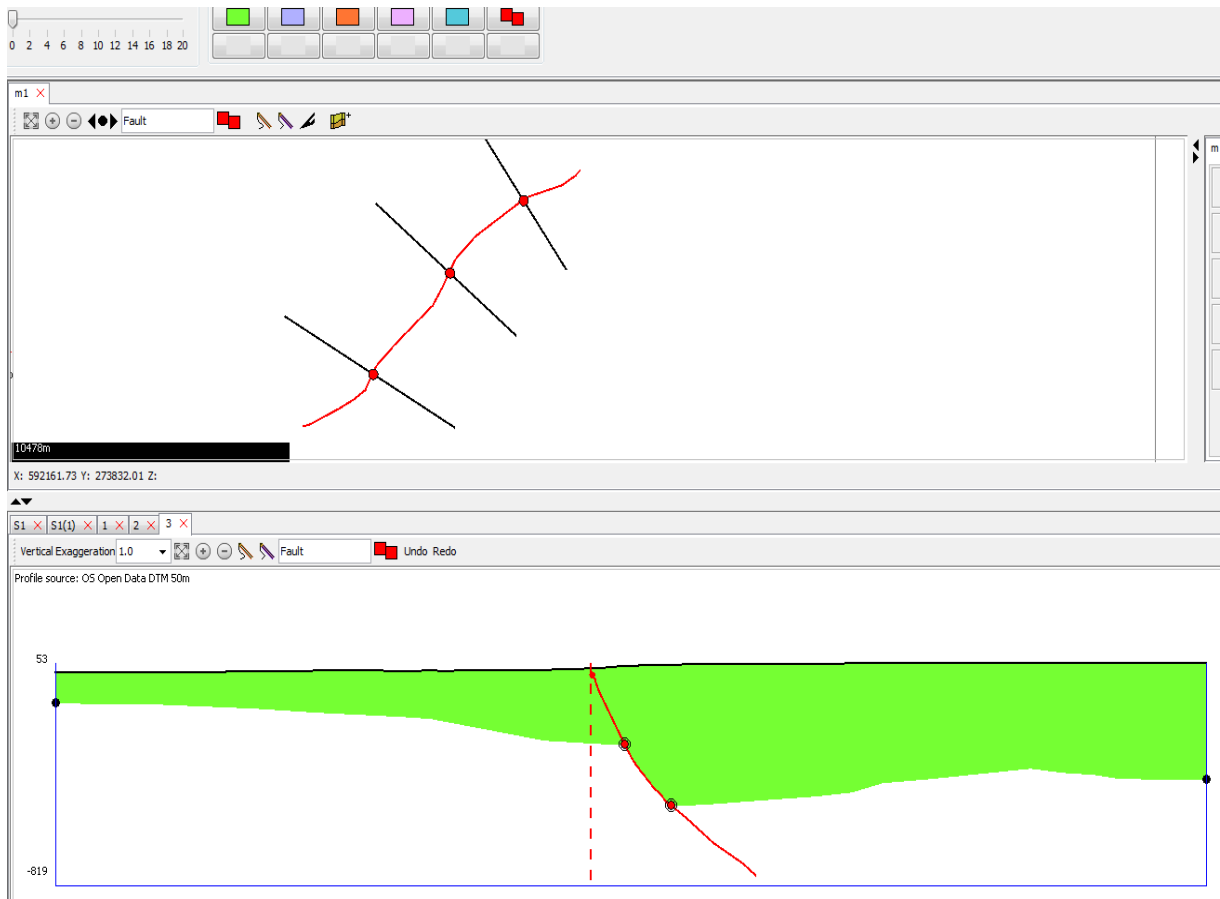 0 2 4 6 8 10 12 14 16 18 20
m1
Fault
m
10478m
X: 592161.73 Y: 273832.01 Z:
S1 S1(1) 1 2 3
Vertical Exaggeration 1.0 Fault Undo Redo
Profile source: OS Open Data DTM 50m
53
-819